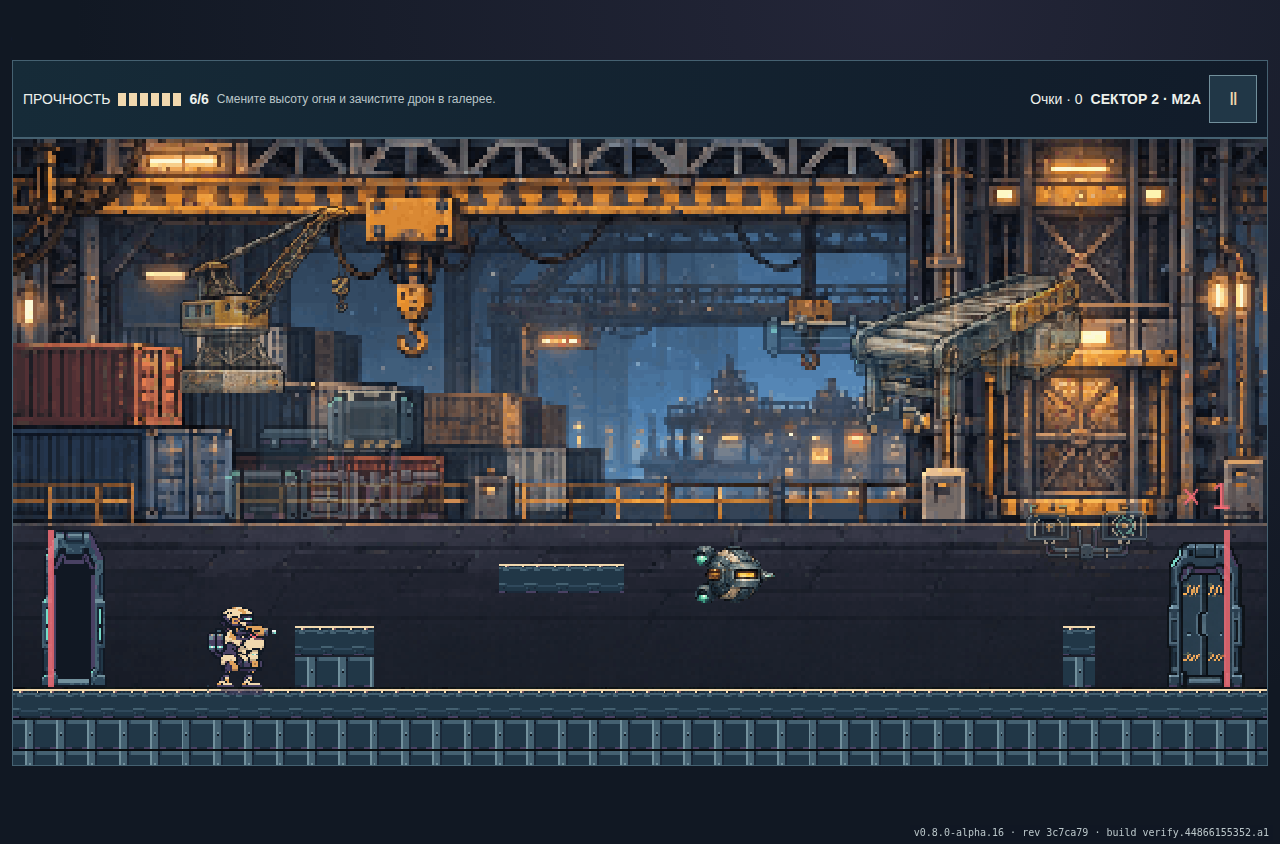 ПРОЧНОСТЬ 6/6 Смените высоту огня и зачистите дрон в галерее. Очки · 0 СЕКТОР 2 · M2A II
× 1
v0.8.0-alpha.16 · rev 3c7ca79 · build verify.44866155352.a1